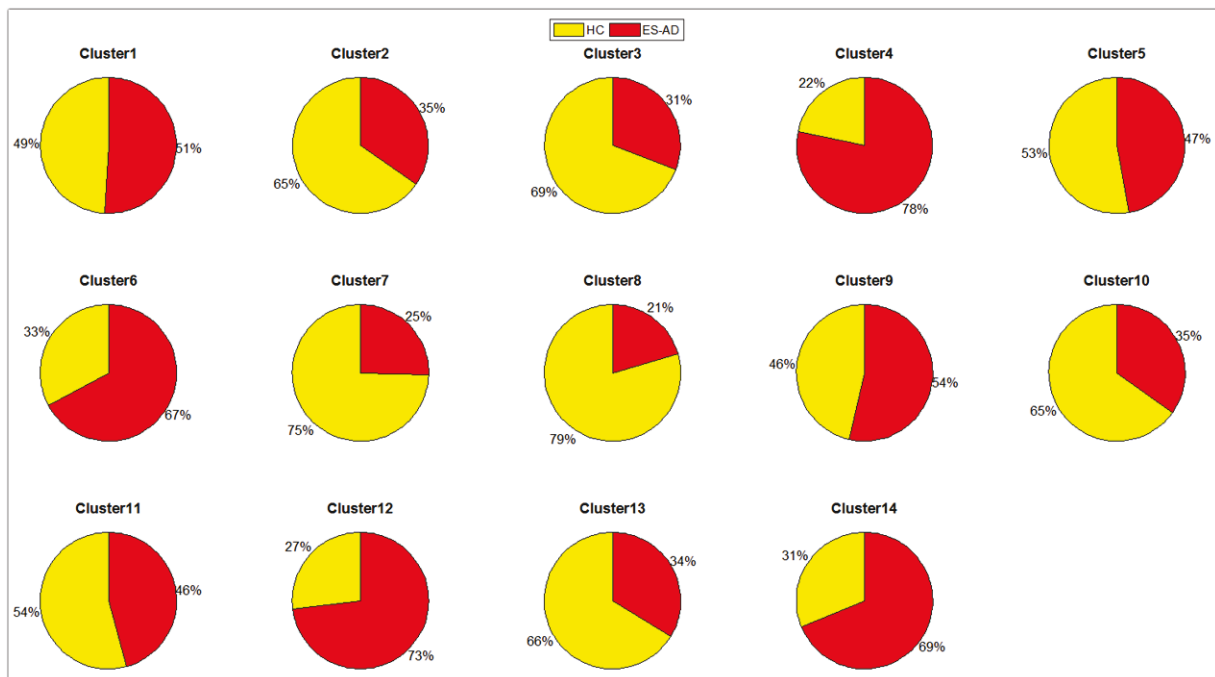 HC ES-AD
Cluster1 Cluster2 Cluster3 Cluster4 Cluster5
49% 51% 65% 35% 69% 31% 22% 78% 53% 47%
Cluster6 Cluster7 Cluster8 Cluster9 Cluster10
33% 67% 75% 25% 79% 21% 46% 54% 65% 35%
Cluster11 Cluster12 Cluster13 Cluster14
54% 46% 27% 73% 66% 34% 31% 69%